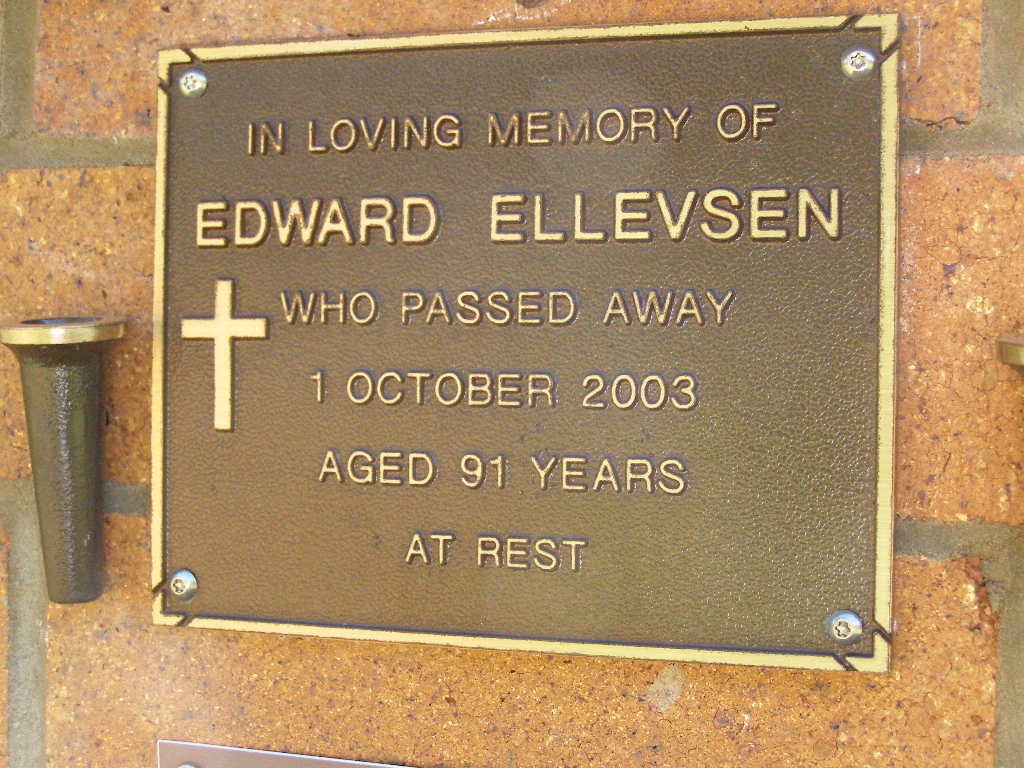 IN LOVING MEMORY OF
EDWARD ELLEVSEN
WHO PASSED AWAY
1 OCTOBER 2003
AGED 91 YEARS
AT REST